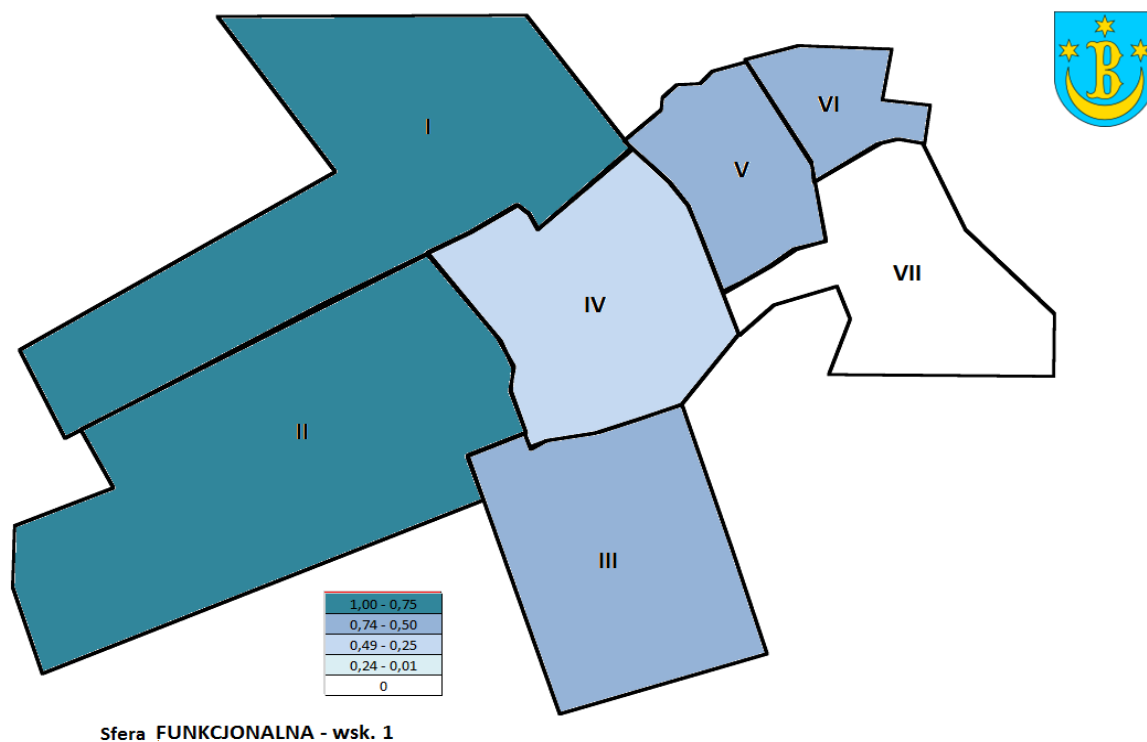 B
I
VI
V
VII
IV
II
III
1,00 - 0,75
0,74 - 0,50
0,49 - 0,25
0,24 - 0,01
0
Sfera FUNKCJONALNA - wsk. 1